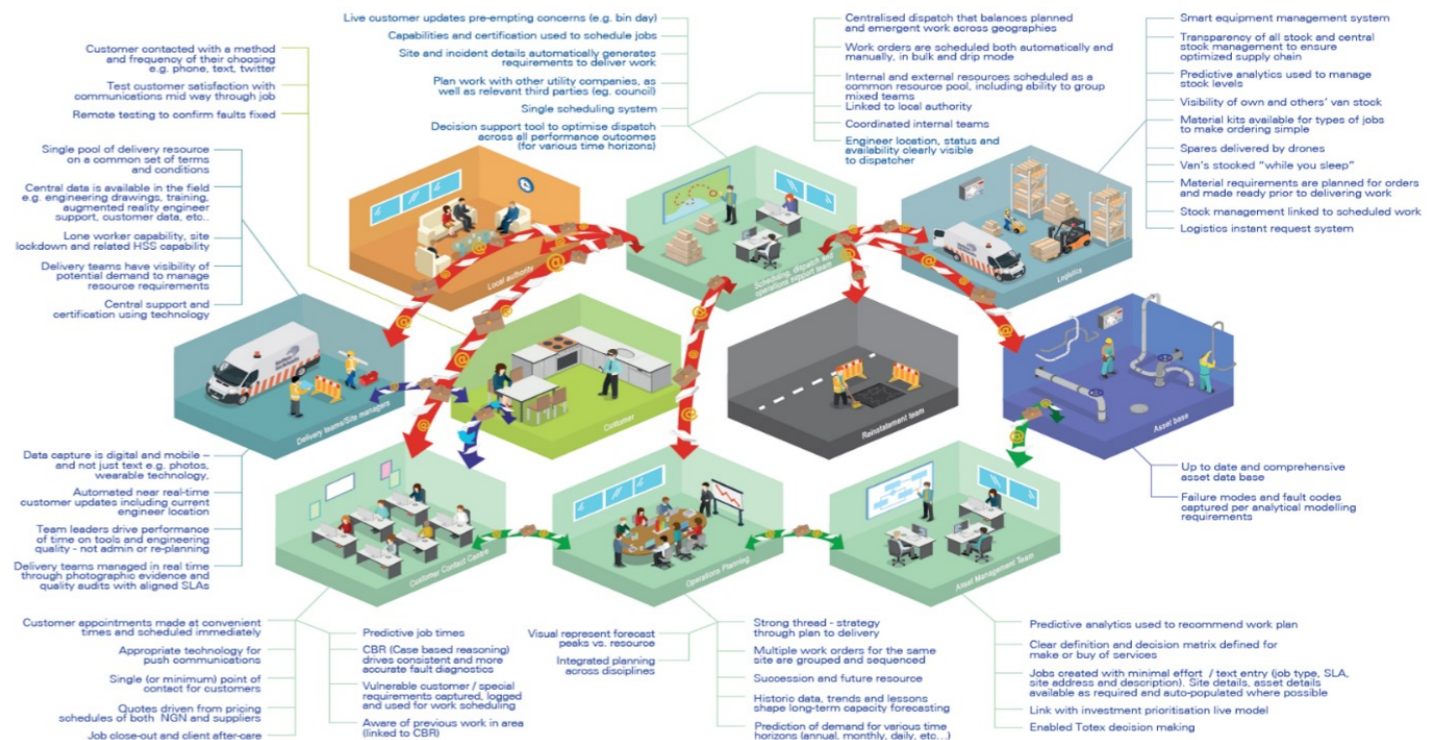 Live customer updates pre-empting concerns (e.g. bin day)
Capabilities and certification used to schedule jobs
Site and incident details automatically generates
requirements to deliver work
Plan work with other utility companies, as
well as relevant third parties (eg. council)
Single scheduling system
Decision support tool to optimise dispatch
across all performance outcomes
(for various time horizons)
Centralised dispatch that balances planned
and emergent work across geographies
Work orders are scheduled both automatically and
manually, in bulk and drip mode
Internal and external resources scheduled as a
common resource pool, including ability to group
mixed teams
Linked to local authority
Coordinated internal teams
Engineer location, status and
availability clearly visible
to dispatcher
Smart equipment management system
Transparency of all stock and central
stock management to ensure
optimized supply chain
Predictive analytics used to manage
stock levels
Visibility of own and others' van stock
Material kits available for types of jobs
to make ordering simple
Spares delivered by drones
Van's stocked "while you sleep"
Material requirements are planned for orders
and made ready prior to delivering work
Stock management linked to scheduled work
Logistics instant request system
Customer contacted with a method
and frequency of their choosing
e.g. phone, text, twitter
Test customer satisfaction with
communications mid way through job
Remote testing to confirm faults fixed
Single pool of delivery resource
on a common set of terms
and conditions
Central data is available in the field
e.g. engineering drawings, training,
augmented reality engineer
support, customer data, etc..
Lone worker capability, site
lockdown and related HSS capability
Delivery teams have visibility of
potential demand to manage
resource requirements
Central support and
certification using technology
Local authority
Scheduling, dispatch and
operations support team
Logistics
Delivery teams/Site managers
Customer
Reinstatement team
Asset base
Data capture is digital and mobile –
and not just text e.g. photos,
wearable technology,
Automated near real-time
customer updates including current
engineer location
Team leaders drive performance
of time on tools and engineering
quality - not admin or re-planning
Delivery teams managed in real time
through photographic evidence and
quality audits with aligned SLAs
Up to date and comprehensive
asset data base
Failure modes and fault codes
captured per analytical modelling
requirements
Customer Contact Centre
Operations Planning
Asset Management Team
Customer appointments made at convenient
times and scheduled immediately
Appropriate technology for
push communications
Single (or minimum) point of
contact for customers
Quotes driven from pricing
schedules of both NGN and suppliers
Job close-out and client after-care
Predictive job times
CBR (Case based reasoning)
drives consistent and more
accurate fault diagnostics
Vulnerable customer / special
requirements captured, logged
and used for work scheduling
Aware of previous work in area
(linked to CBR)
Visual represent forecast
peaks vs. resource
Integrated planning
across disciplines
Strong thread - strategy
through plan to delivery
Multiple work orders for the same
site are grouped and sequenced
Succession and future resource
Historic data, trends and lessons
shape long-term capacity forecasting
Prediction of demand for various time
horizons (annual, monthly, daily, etc...)
Predictive analytics used to recommend work plan
Clear definition and decision matrix defined for
make or buy of services
Jobs created with minimal effort / text entry (job type, SLA,
site address and description). Site details, asset details
available as required and auto-populated where possible
Link with investment prioritisation live model
Enabled Totex decision making